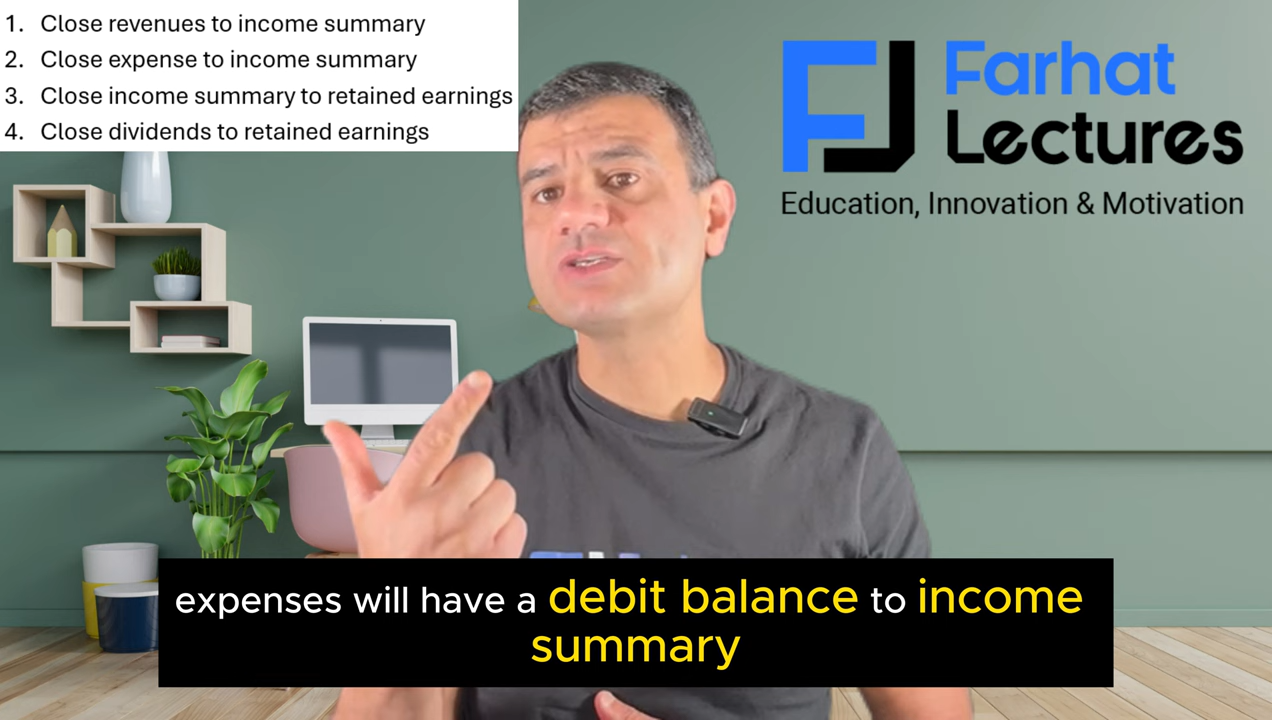 1. Close revenues to income summary
2. Close expense to income summary
3. Close income summary to retained earnings
4. Close dividends to retained earnings
FJ Farhat
Lectures
Education, Innovation & Motivation
expenses will have a debit balance to income
summary